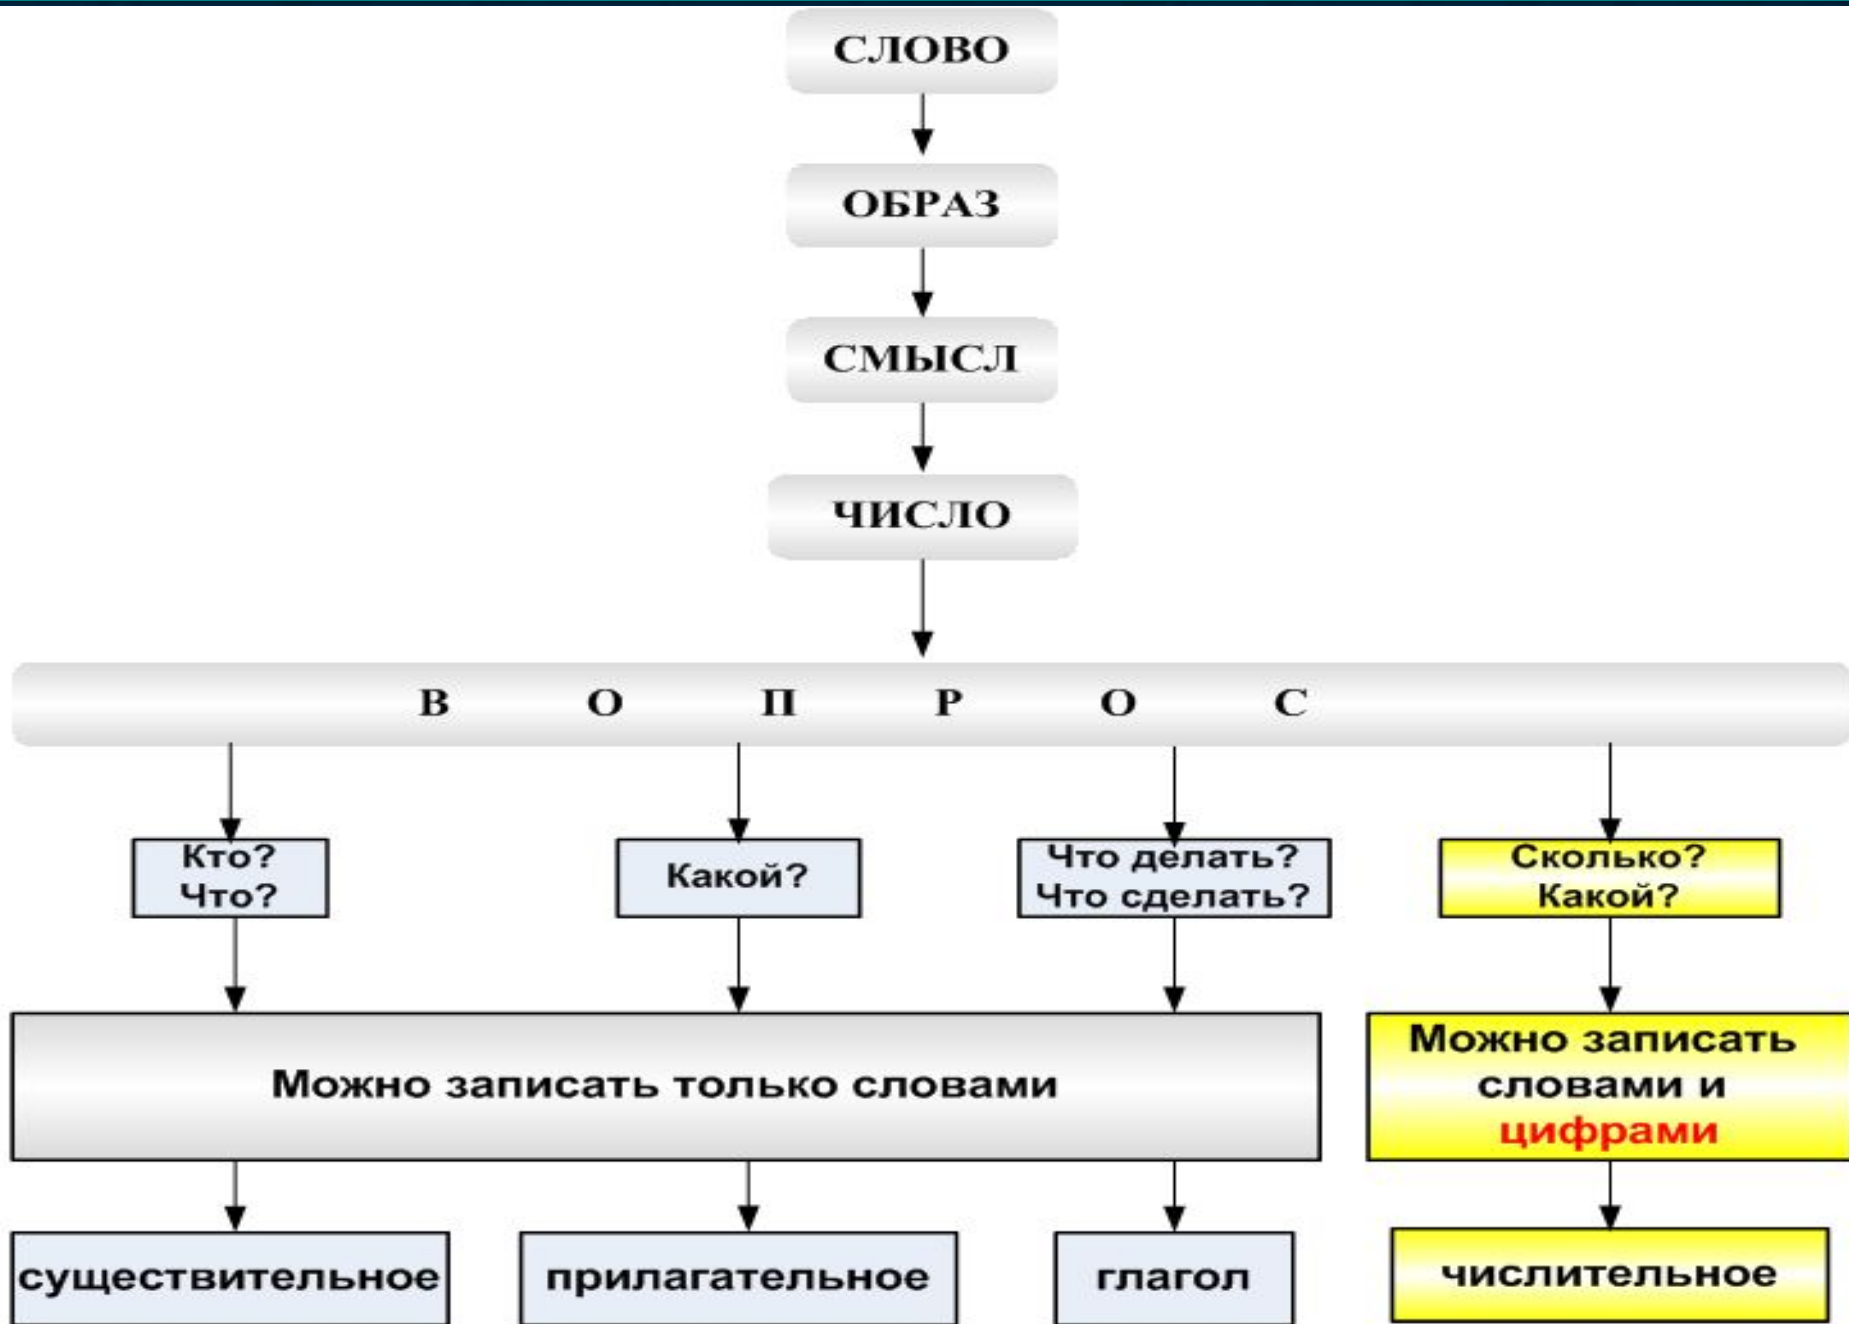 СЛОВО
ОБРАЗ
СМЫСЛ
ЧИСЛО
В О П Р О С
Кто?
Что?
Какой?
Что делать?
Что сделать?
Сколько?
Какой?
Можно записать только словами
Можно записать
словами и
цифрами
существительное
прилагательное
глагол
числительное